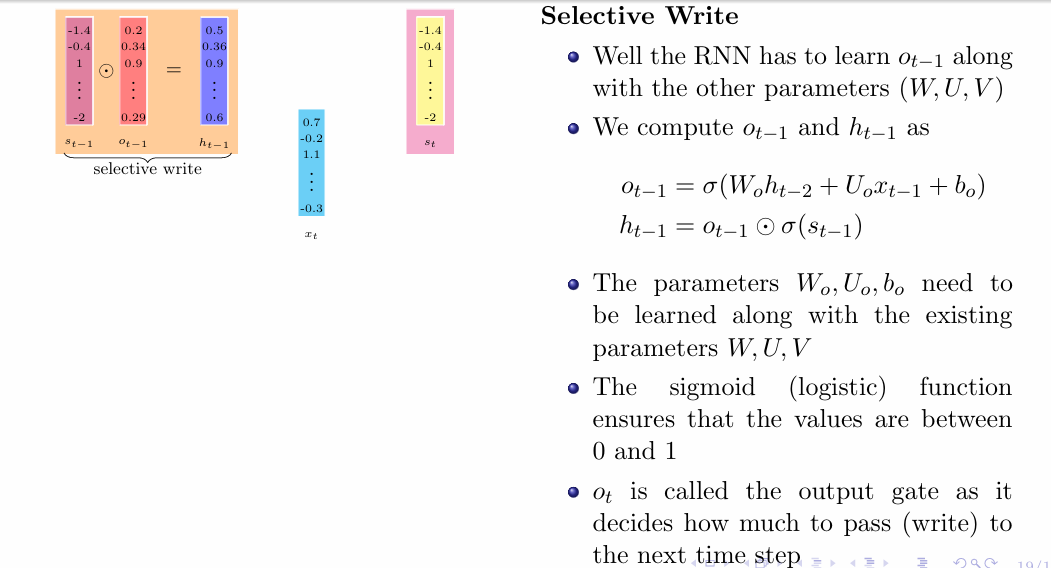 -1.4 0.2 0.5
-0.4 0.34 0.36
1 ⊙ 0.9 = 0.9
⋮ ⋮ ⋮
-2 0.29 0.6
s_{t−1} o_{t−1} h_{t−1}
selective write
0.7
-0.2
1.1
⋮
-0.3
x_t
-1.4
-0.4
1
⋮
-2
s_t
Selective Write
Well the RNN has to learn o_{t−1} along
with the other parameters (W, U, V)
We compute o_{t−1} and h_{t−1} as
o_{t−1} = σ(W_o h_{t−2} + U_o x_{t−1} + b_o)
h_{t−1} = o_{t−1} ⊙ σ(s_{t−1})
The parameters W_o, U_o, b_o need to
be learned along with the existing
parameters W, U, V
The sigmoid (logistic) function
ensures that the values are between
0 and 1
o_t is called the output gate as it
decides how much to pass (write) to
the next time step